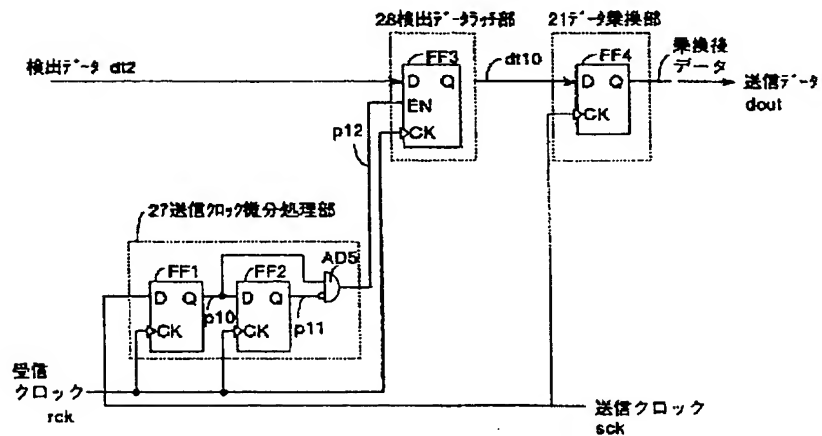 28検出ﾃﾞｰﾀﾗｯﾁ部
21ﾃﾞｰﾀ乗換部
検出ﾃﾞｰﾀ dt2
FF3
D Q
EN
CK
dt10
FF4
D Q
CK
乗換後
データ
送信ﾃﾞｰﾀ
dout
p12
27送信ｸﾛｯｸ微分処理部
FF1
D Q
CK
p10
FF2
D Q
CK
p11
AD5
受信
クロック
rck
送信クロック
sck